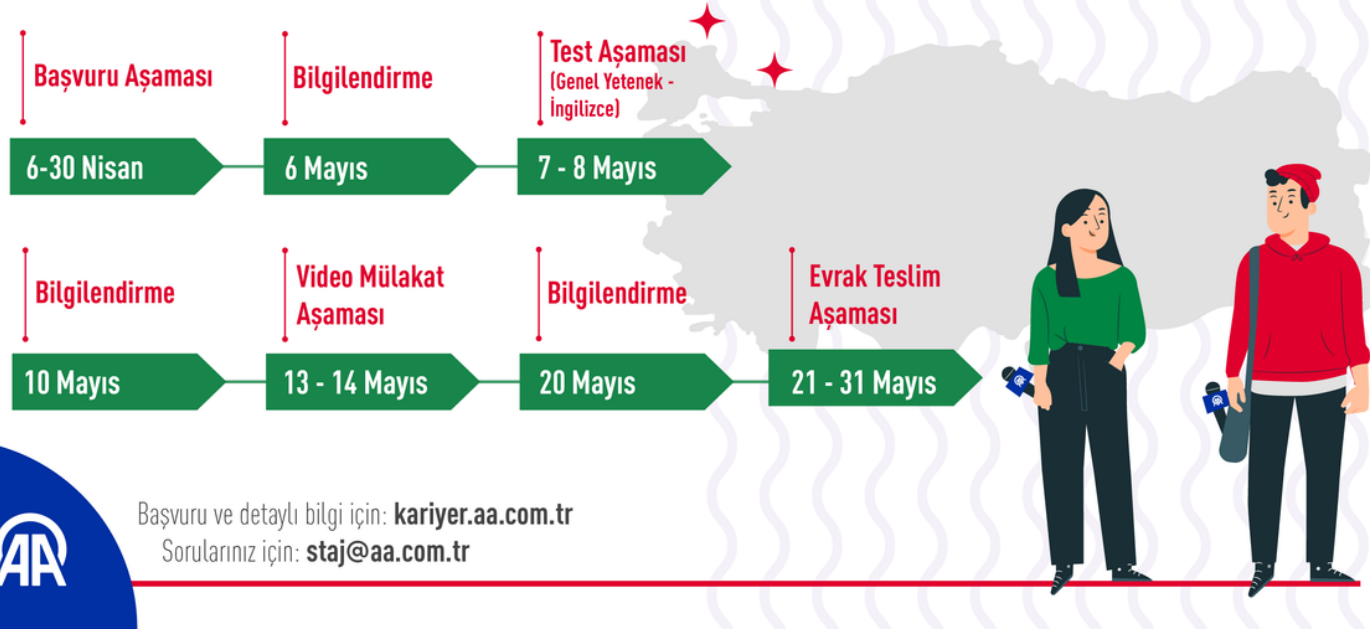 Başvuru Aşaması
6-30 Nisan
Bilgilendirme
6 Mayıs
Test Aşaması
(Genel Yetenek -
İngilizce)
7 - 8 Mayıs
Bilgilendirme
10 Mayıs
Video Mülakat
Aşaması
13 - 14 Mayıs
Bilgilendirme
20 Mayıs
Evrak Teslim
Aşaması
21 - 31 Mayıs
Başvuru ve detaylı bilgi için: kariyer.aa.com.tr
Sorularınız için: staj@aa.com.tr
AA
AA
AA